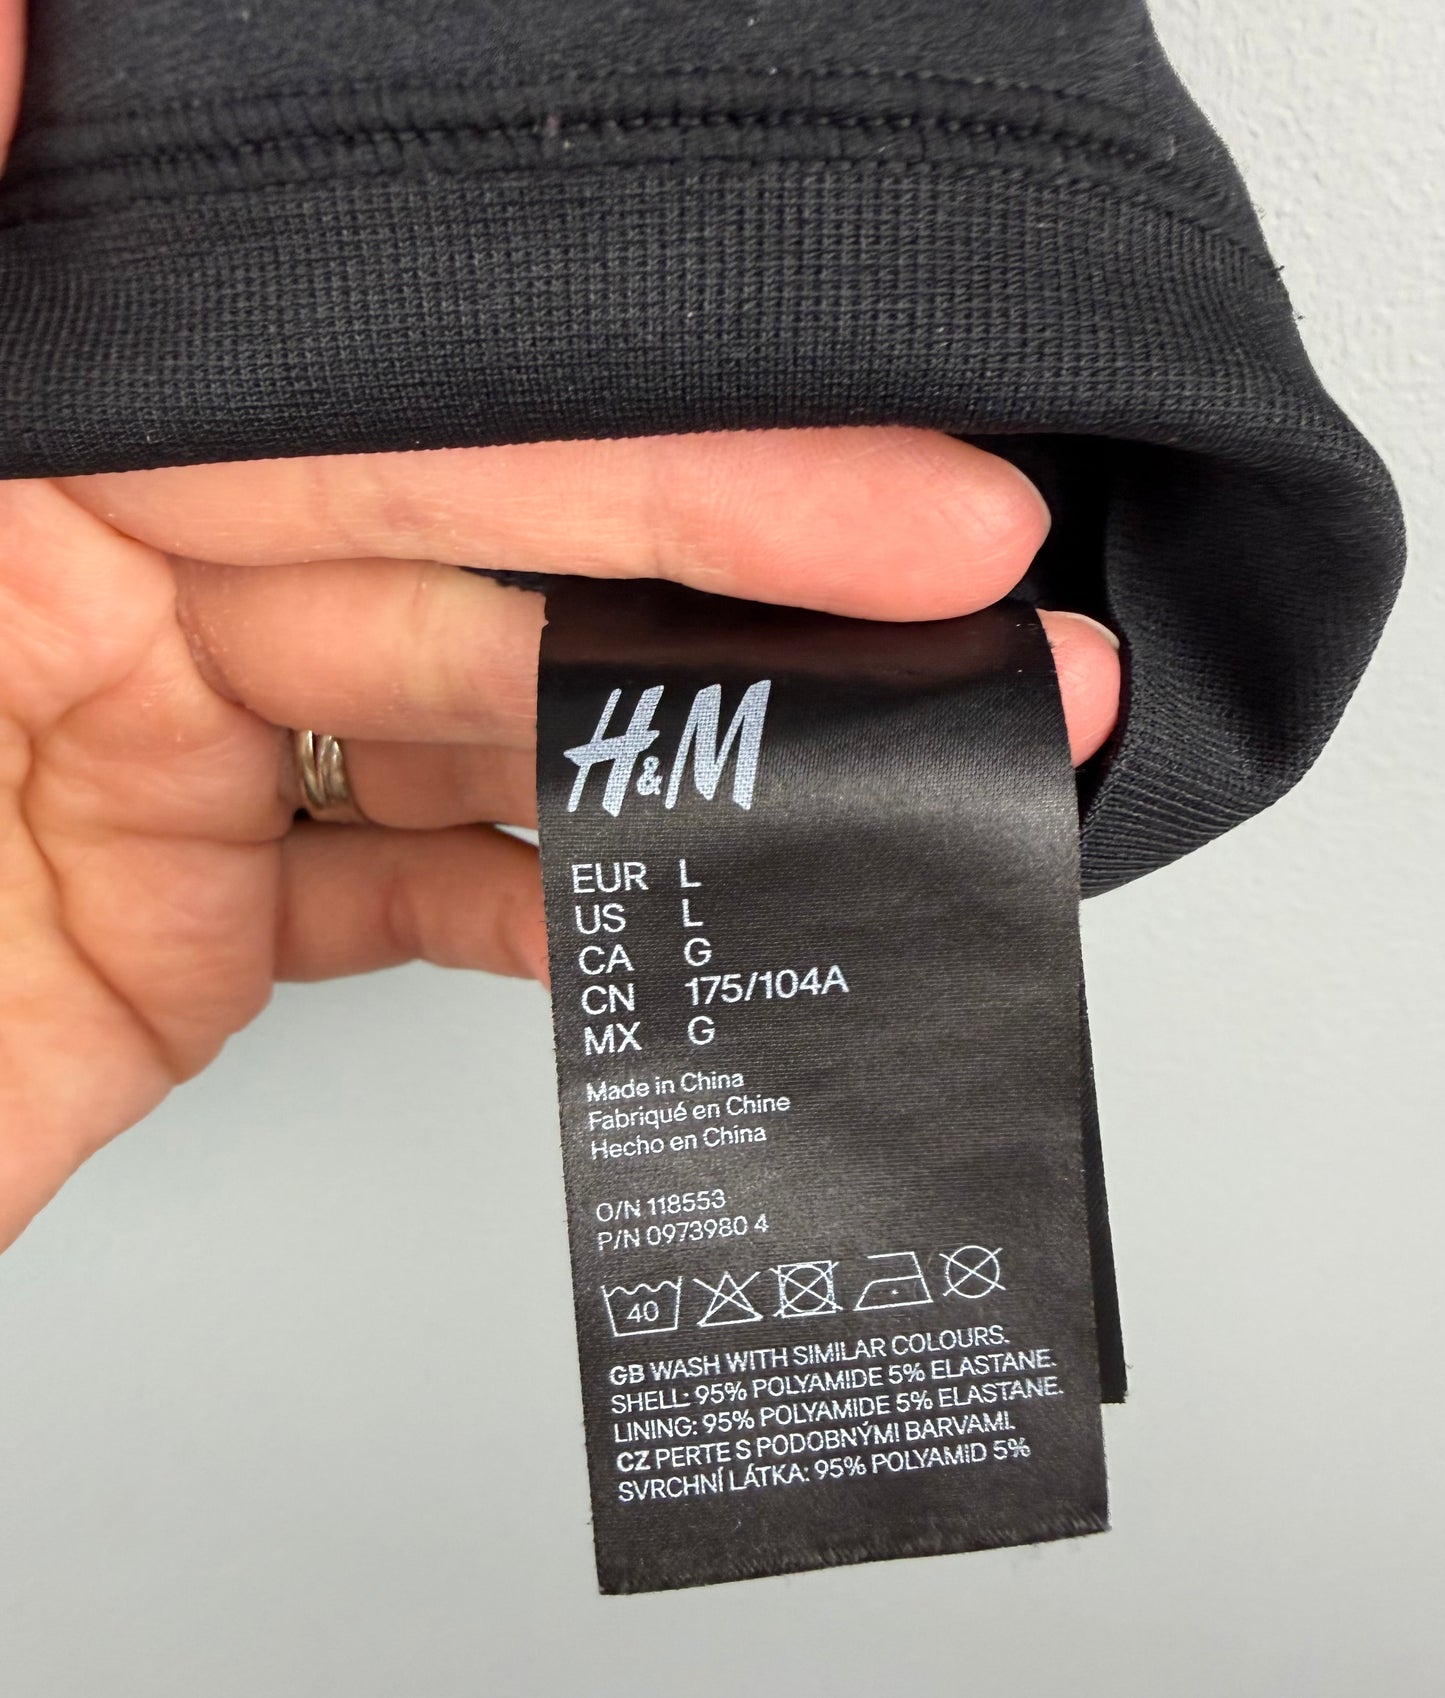 H&M
EUR L
US L
CA G
CN 175/104A
MX G
Made in China
Fabriqué en Chine
Hecho en China
O/N 118553
P/N 0973980 4
40
GB WASH WITH SIMILAR COLOURS.
SHELL: 95% POLYAMIDE 5% ELASTANE.
LINING: 95% POLYAMIDE 5% ELASTANE.
CZ PERTE S PODOBNÝMI BARVAMI.
SVRCHNÍ LÁTKA: 95% POLYAMID 5%